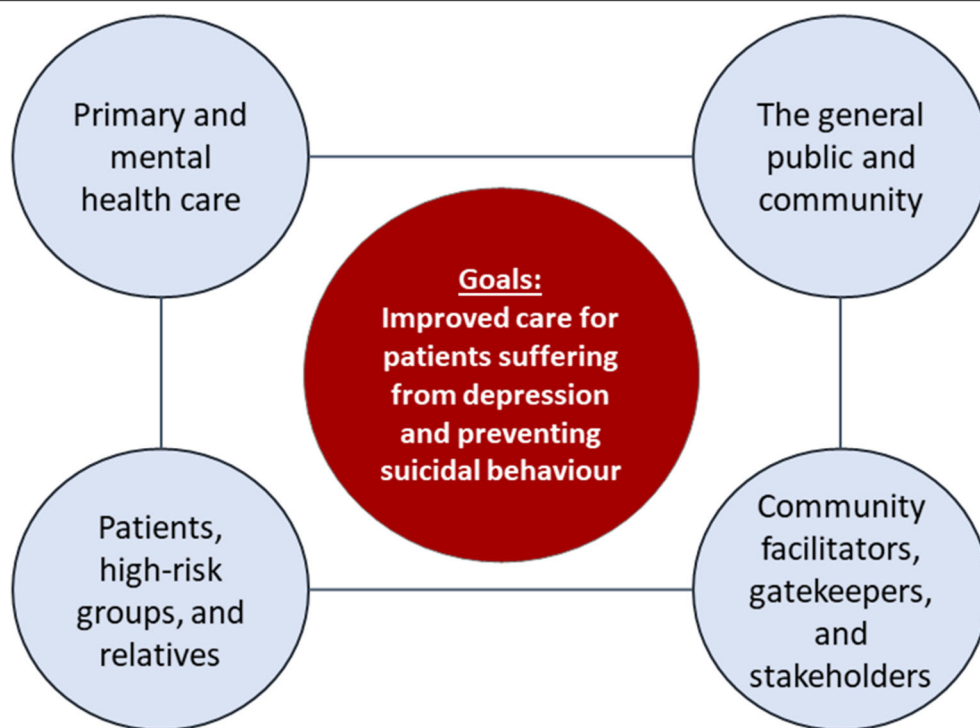 Primary and
mental
health care
The general
public and
community
Goals:
Improved care for
patients suffering
from depression
and preventing
suicidal behaviour
Patients,
high-risk
groups, and
relatives
Community
facilitators,
gatekeepers,
and
stakeholders